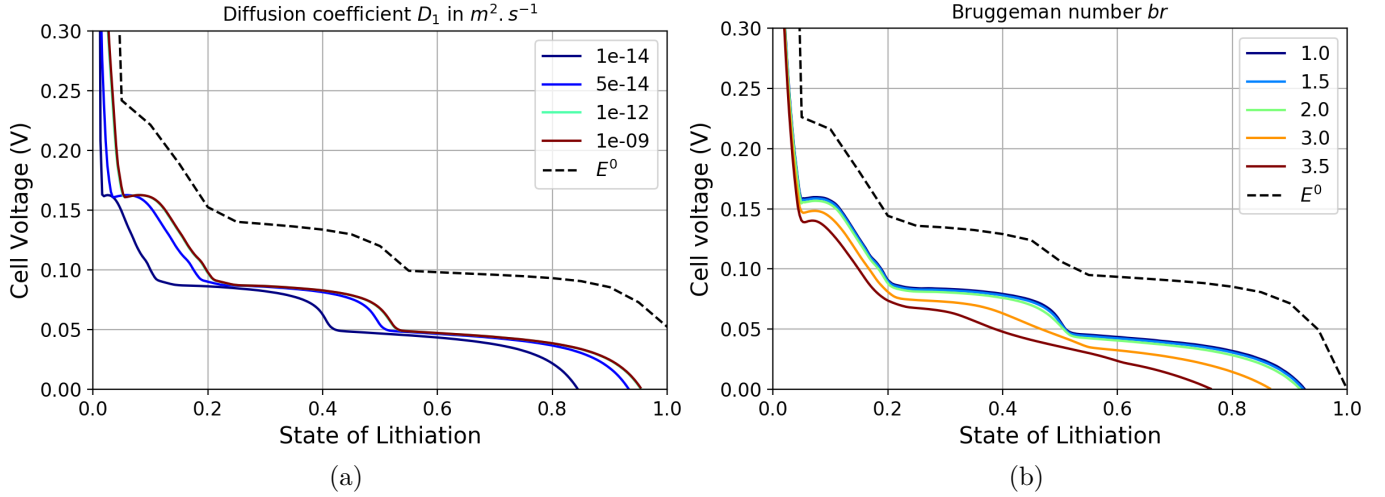 Diffusion coefficient $D_1$ in $m^2.s^{-1}$
0.30
0.25
0.20
0.15
0.10
0.05
0.00
Cell Voltage (V)
1e-14
5e-14
1e-12
1e-09
$E^0$
0.0 0.2 0.4 0.6 0.8 1.0
State of Lithiation
(a)
Bruggeman number $br$
0.30
0.25
0.20
0.15
0.10
0.05
0.00
Cell voltage (V)
1.0
1.5
2.0
3.0
3.5
$E^0$
0.0 0.2 0.4 0.6 0.8 1.0
State of Lithiation
(b)